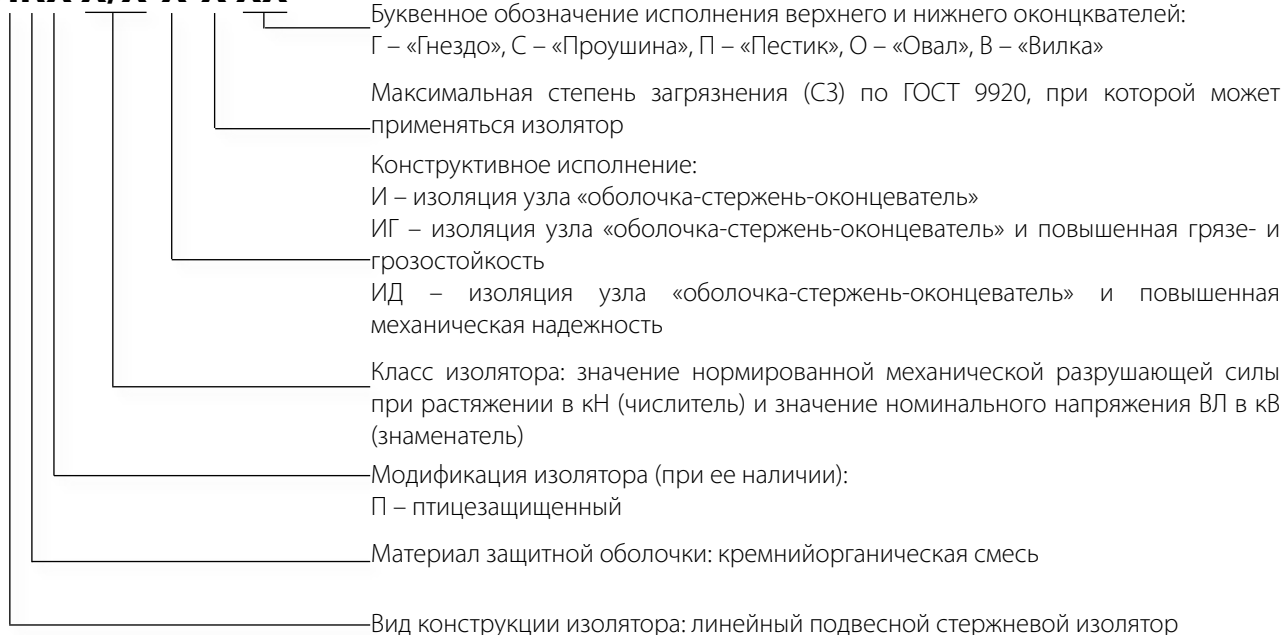 Буквенное обозначение исполнения верхнего и нижнего оконцквателей:
Г – «Гнездо», С – «Проушина», П – «Пестик», О – «Овал», В – «Вилка»
Максимальная степень загрязнения (СЗ) по ГОСТ 9920, при которой может
применяться изолятор
Конструктивное исполнение:
И – изоляция узла «оболочка-стержень-оконцеватель»
ИГ – изоляция узла «оболочка-стержень-оконцеватель» и повышенная грязе- и
грозостойкость
ИД – изоляция узла «оболочка-стержень-оконцеватель» и повышенная
механическая надежность
Класс изолятора: значение нормированной механической разрушающей силы
при растяжении в кН (числитель) и значение номинального напряжения ВЛ в кВ
(знаменатель)
Модификация изолятора (при ее наличии):
П – птицезащищенный
Материал защитной оболочки: кремнийорганическая смесь
Вид конструкции изолятора: линейный подвесной стержневой изолятор